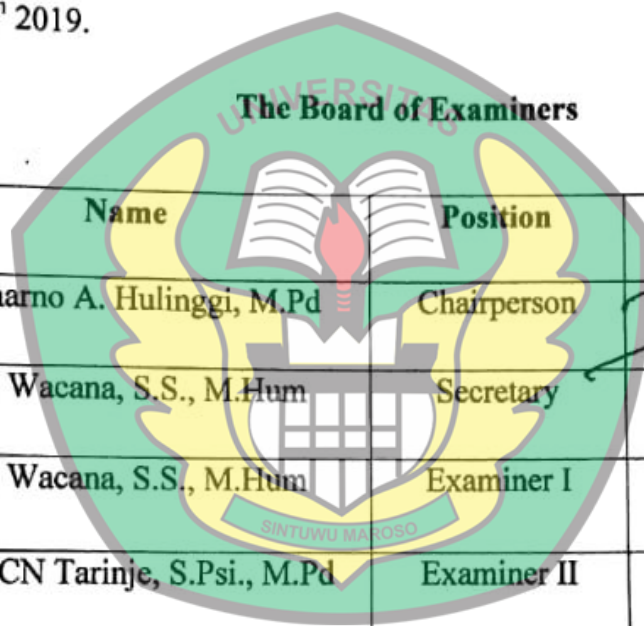 2019.
UNIVERSITAS
The Board of Examiners
Name Position
A. Hulinggi, M.Pd Chairperson
Wacana, S.S., M.Hum Secretary
Wacana, S.S., M.Hum Examiner I
CN Tarinje, S.Psi., M.Pd Examiner II
SINTUWU MAROSO